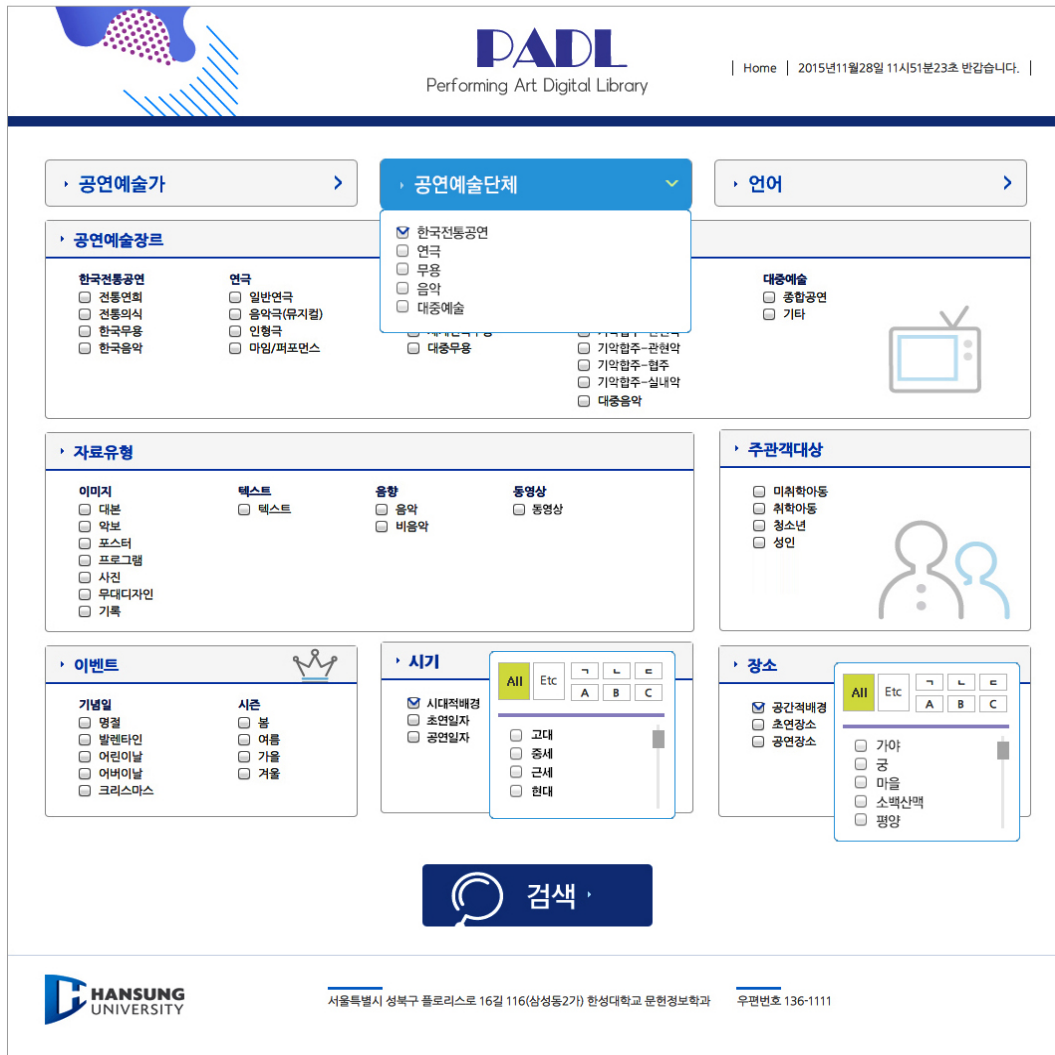 PADL
Performing Art Digital Library
Home
2015년11월28일 11시51분23초 반갑습니다.
공연예술가
공연예술단체
한국전통공연
연극
무용
음악
대중예술
언어
공연예술장르
한국전통공연
전통연희
전통의식
한국무용
한국음악
연극
일반연극
음악극(뮤지컬)
인형극
마임/퍼포먼스
대중무용
기악합주-관현악
기악합주-협주
기악합주-실내악
대중음악
대중예술
종합공연
기타
자료유형
이미지
대본
악보
포스터
프로그램
사진
무대디자인
기록
텍스트
텍스트
음향
음악
비음악
동영상
동영상
주관객대상
미취학아동
취학아동
청소년
성인
이벤트
기념일
명절
발렌타인
어린이날
어버이날
크리스마스
시즌
봄
여름
가을
겨울
시기
시대적배경
초연일자
공연일자
All Etc ㄱ ㄴ ㄷ
A B C
고대
중세
근세
현대
장소
공간적배경
초연장소
공연장소
All Etc ㄱ ㄴ ㄷ
A B C
가야
궁
마을
소백산맥
평양
검색
HANSUNG
UNIVERSITY
서울특별시 성북구 플로리스로 16길 116(삼성동2가) 한성대학교 문헌정보학과
우편번호 136-1111